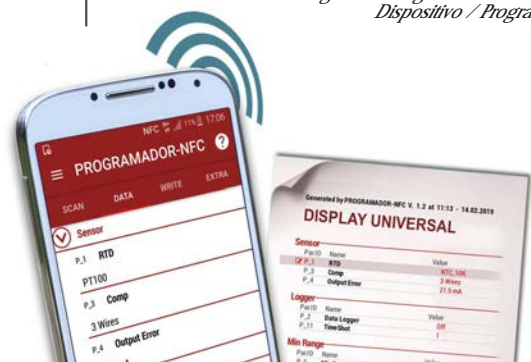 Dispositivo / Progra
NFC 11% 17:06
PROGRAMADOR-NFC ?
SCAN DATA WRITE EXTRA
Sensor
P_1 RTD
PT100
P_3 Comp
3 Wires
P_4 Output Error
Generated by PROGRAMADOR-NFC V. 1.2 at 11:13 - 14.02.2019
DISPLAY UNIVERSAL
Sensor
ParID Name Value
P_1 RTD NTC_10K
P_3 Comp 3 Wires
P_4 Output Error 21.5 mA
Logger
ParID Name Value
P_2 Data Logger Off
P_11 TimeShot 1
Min Range
ParID Name Value